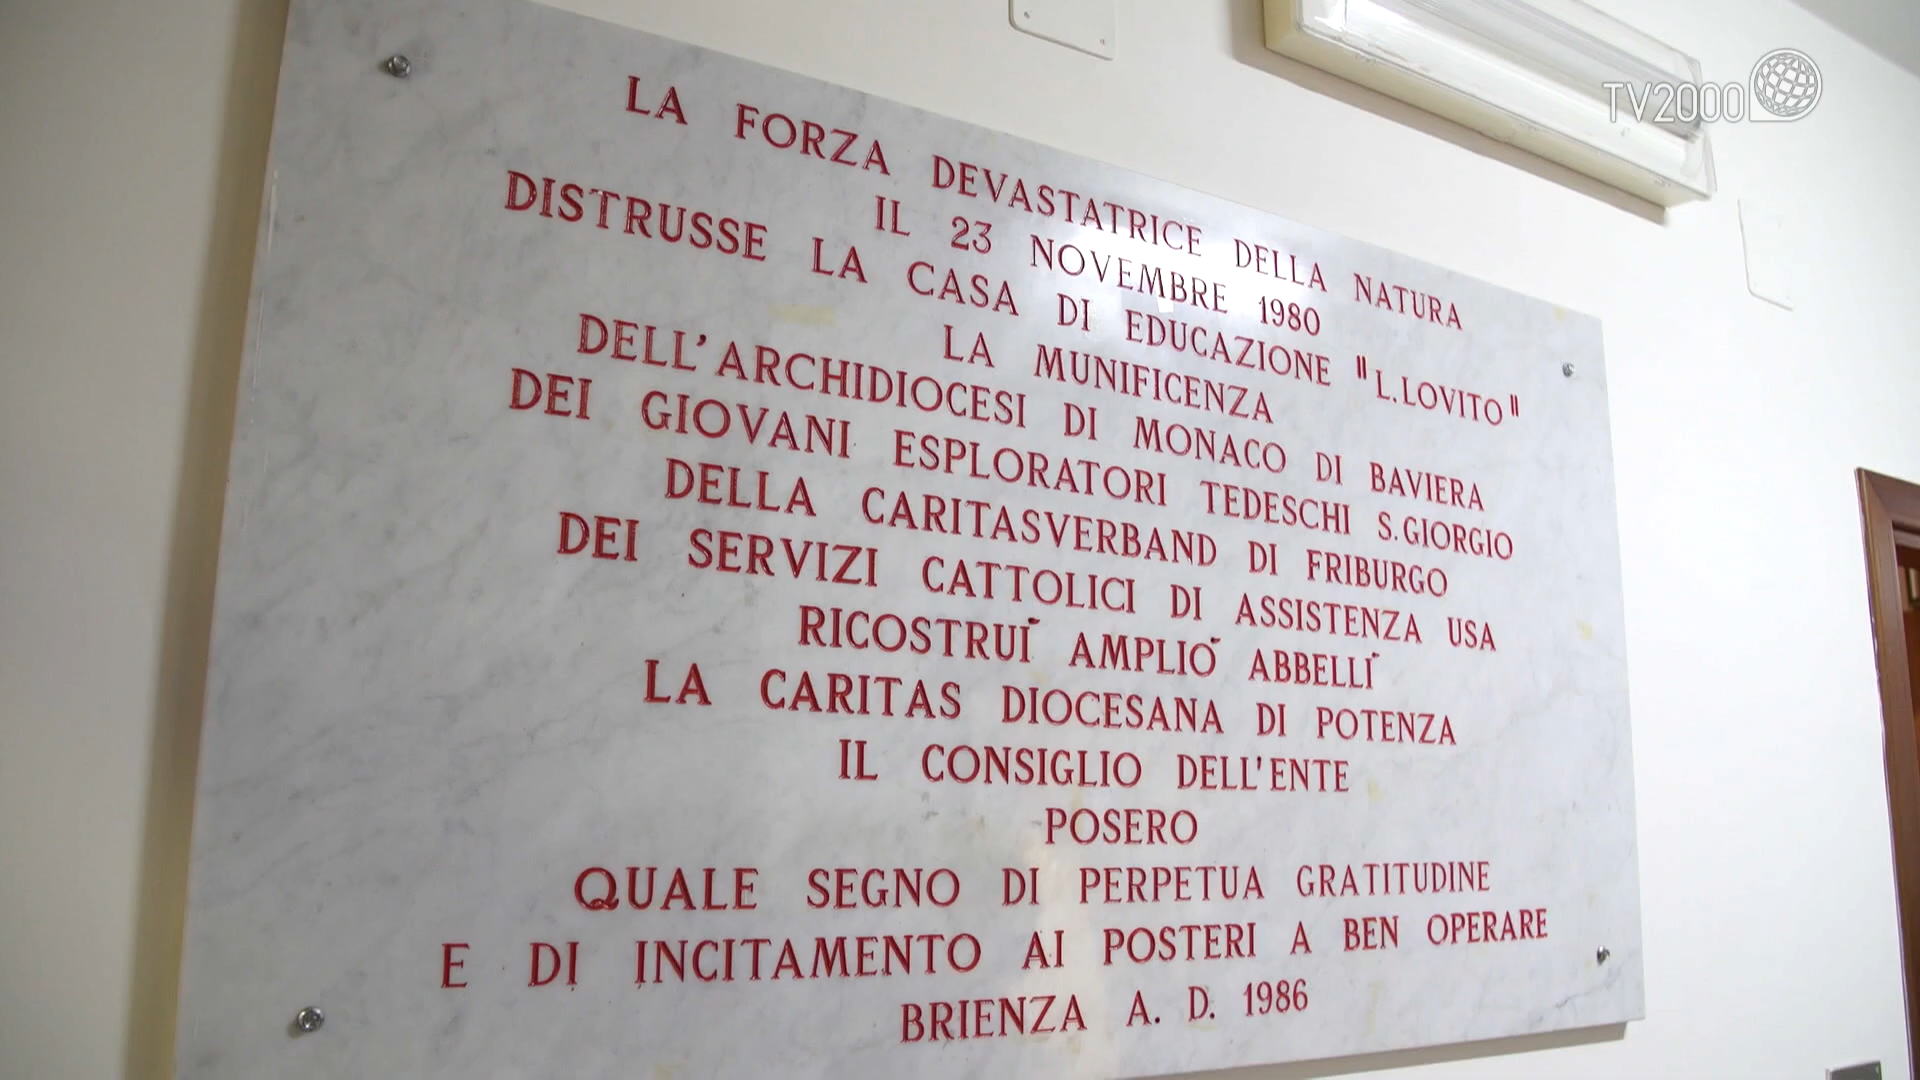 TV2000
LA FORZA DEVASTATRICE DELLA NATURA
IL 23 NOVEMBRE 1980
DISTRUSSE LA CASA DI EDUCAZIONE "L.LOVITO"
LA MUNIFICENZA
DELL'ARCHIDIOCESI DI MONACO DI BAVIERA
DEI GIOVANI ESPLORATORI TEDESCHI S.GIORGIO
DELLA CARITASVERBAND DI FRIBURGO
DEI SERVIZI CATTOLICI DI ASSISTENZA USA
RICOSTRUÍ AMPLIÓ ABBELLÍ
LA CARITAS DIOCESANA DI POTENZA
IL CONSIGLIO DELL'ENTE
POSERO
QUALE SEGNO DI PERPETUA GRATITUDINE
E DI INCITAMENTO AI POSTERI A BEN OPERARE
BRIENZA A. D. 1986